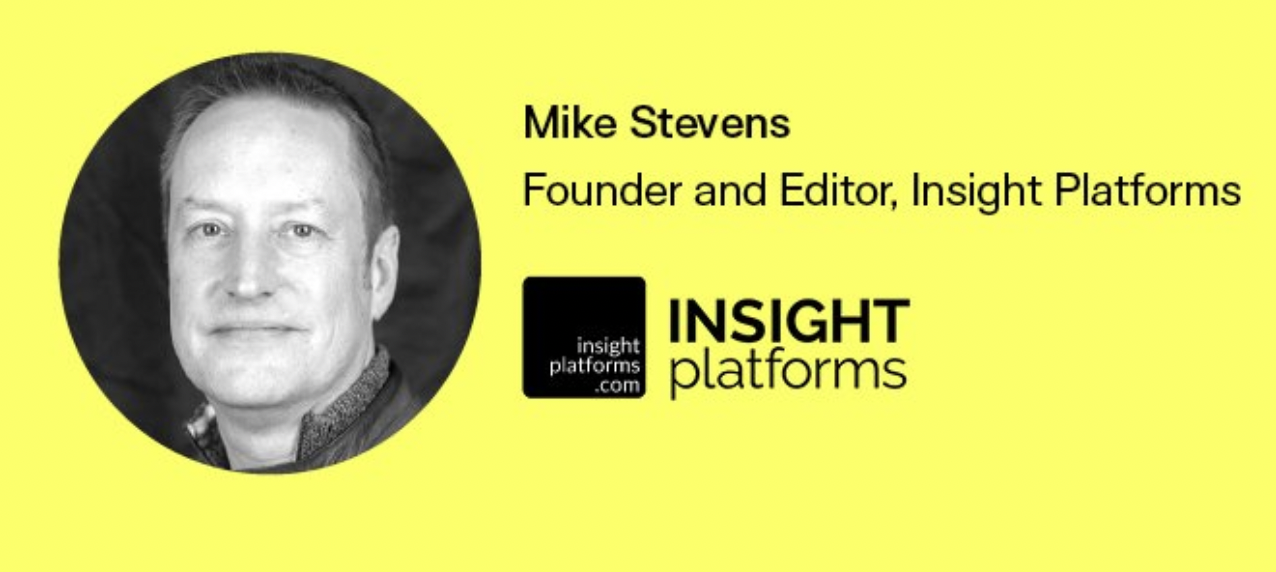 Mike Stevens
Founder and Editor, Insight Platforms
insight
platforms
.com
INSIGHT
platforms